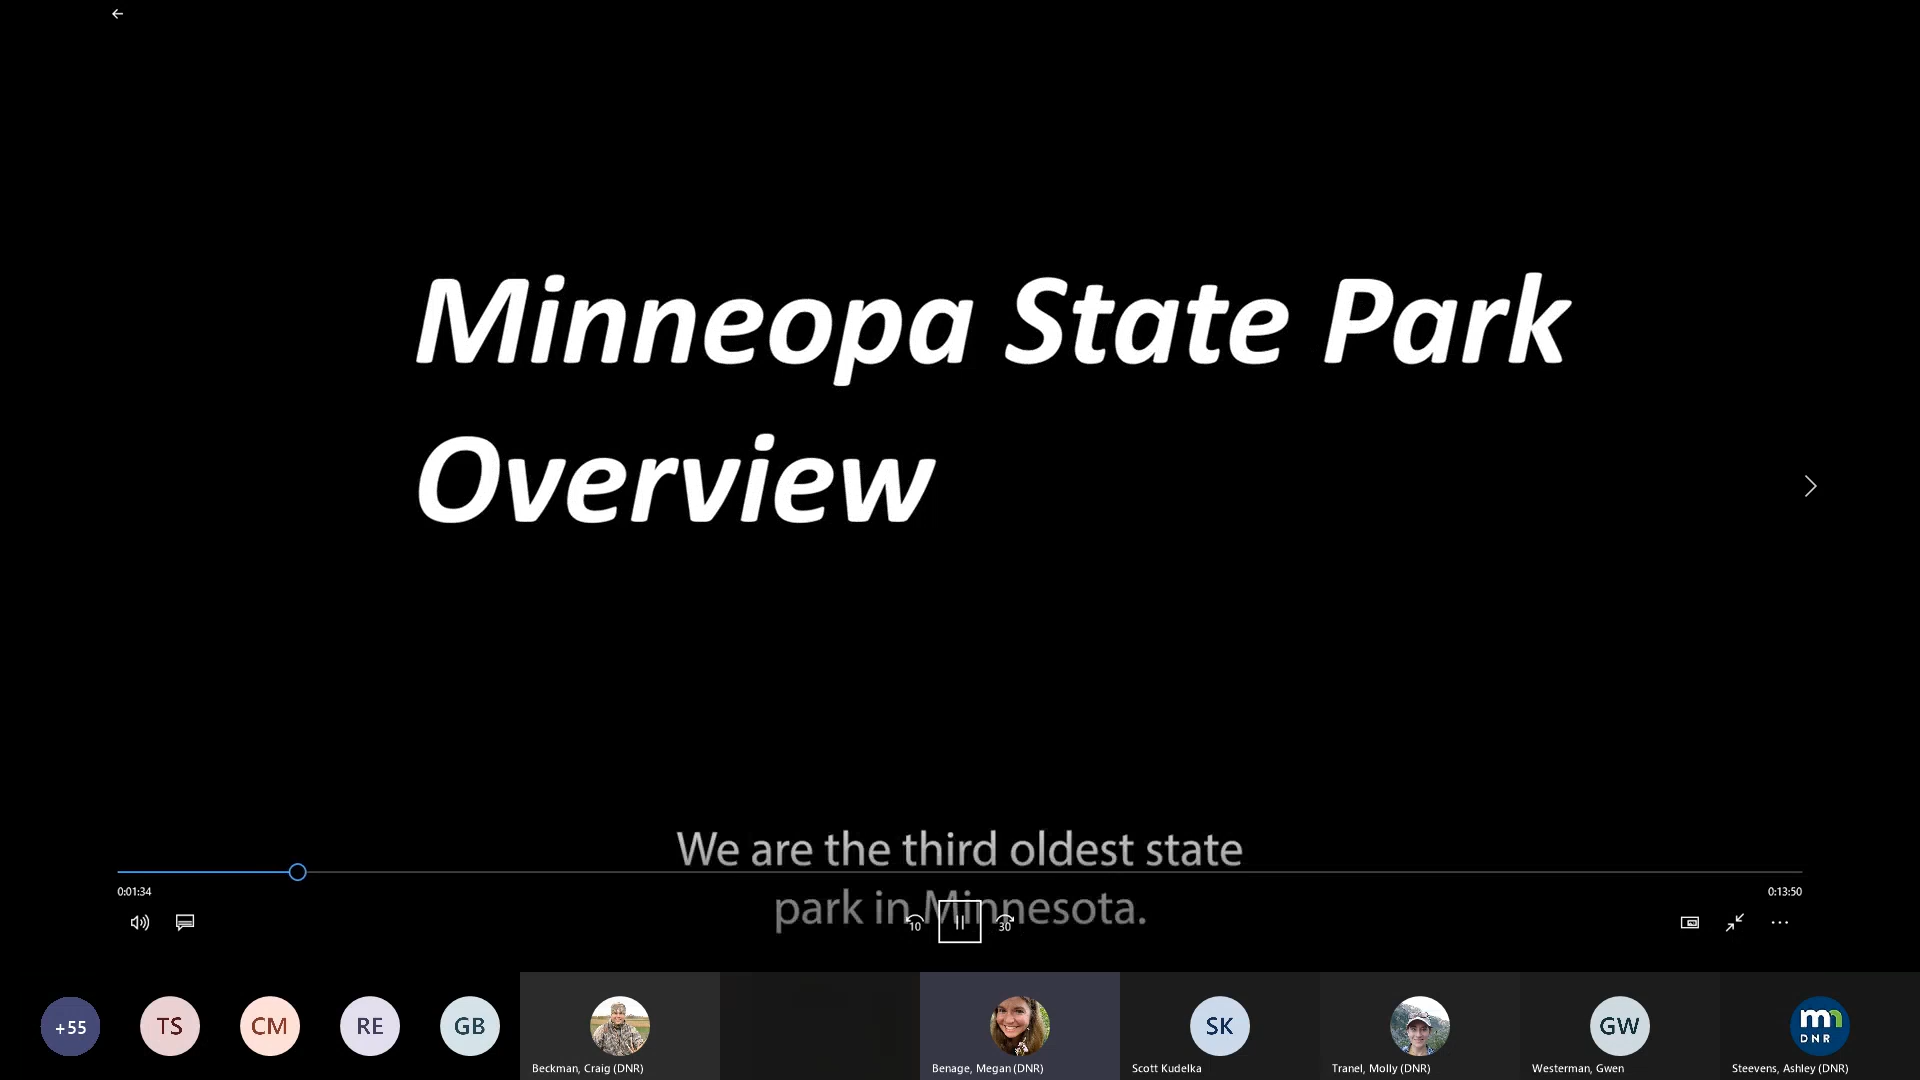 Minneopa State Park
Overview
We are the third oldest state
park in Minnesota.
0:01:34
0:13:50
10
30
+55
TS
CM
RE
GB
SK
GW
mn
DNR
Beckman, Craig (DNR)
Benage, Megan (DNR)
Scott Kudelka
Tranel, Molly (DNR)
Westerman, Gwen
Steevens, Ashley (DNR)